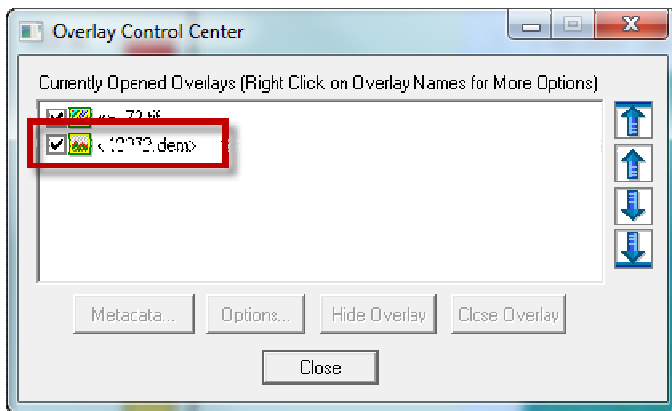 Overlay Control Center
Currently Opened Overlays (Right Click on Overlay Names for More Options)
Metacata...
Options...
Hide Overlay
Close Overlay
Close